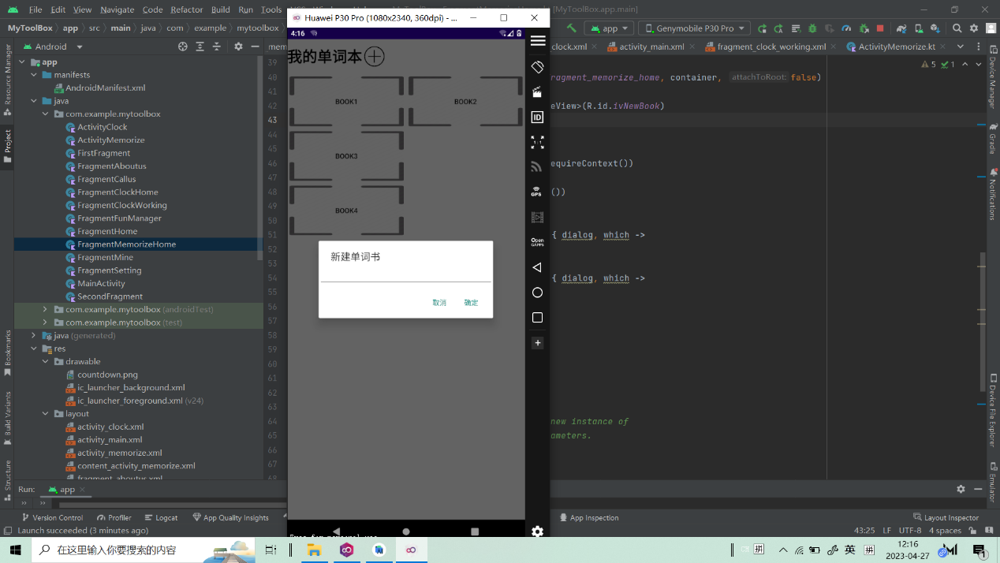 File Edit View Navigate Code Refactor Build Run Tools
Huawei P30 Pro (1080x2340, 360dpi) - ...
[MyToolBox.app.main]
MyToolBox app src main java com example mytoolbox
app Genymobile P30 Pro
Android
clock.xml activity_main.xml fragment_clock_working.xml ActivityMemorize.kt
app
manifests
AndroidManifest.xml
java
com.example.mytoolbox
ActivityClock
ActivityMemorize
FirstFragment
FragmentAboutus
FragmentCallus
FragmentClockHome
FragmentClockWorking
FragmentFunManager
FragmentHome
FragmentMemorizeHome
FragmentMine
FragmentSetting
MainActivity
SecondFragment
com.example.mytoolbox (androidTest)
com.example.mytoolbox (test)
java (generated)
res
drawable
countdown.png
ic_launcher_background.xml
ic_launcher_foreground.xml (v24)
layout
activity_clock.xml
activity_main.xml
activity_memorize.xml
content_activity_memorize.xml
fragment_aboutus.xml
Resource Manager
Project
Bookmarks
Build Variants
Structure
39
40
41
42
43
44
45
46
47
48
49
50
51
52
53
54
55
56
57
58
59
60
61
62
63
64
65
66
67
68
4:16
我的单词本
BOOK1 BOOK2
BOOK3
BOOK4
新建单词书
取消 确定
ID
1:1
GPS
Open GAPPS
5 1
ragment_memorize_home, container, attachToRoot: false)
eView>(R.id.ivNewBook)
equireContext())
())
{ dialog, which ->
{ dialog, which ->
new instance of
ameters.
Device Manager
Gradle
Notifications
Device File Explorer
Emulator
Run: app
Version Control Profiler Logcat App Quality Insights App Inspection Layout Inspector
Launch succeeded (3 minutes ago)
43:25 LF UTF-8 4 spaces
在这里输入你要搜索的内容
拼
英 拼
12:16
2023-04-27
1